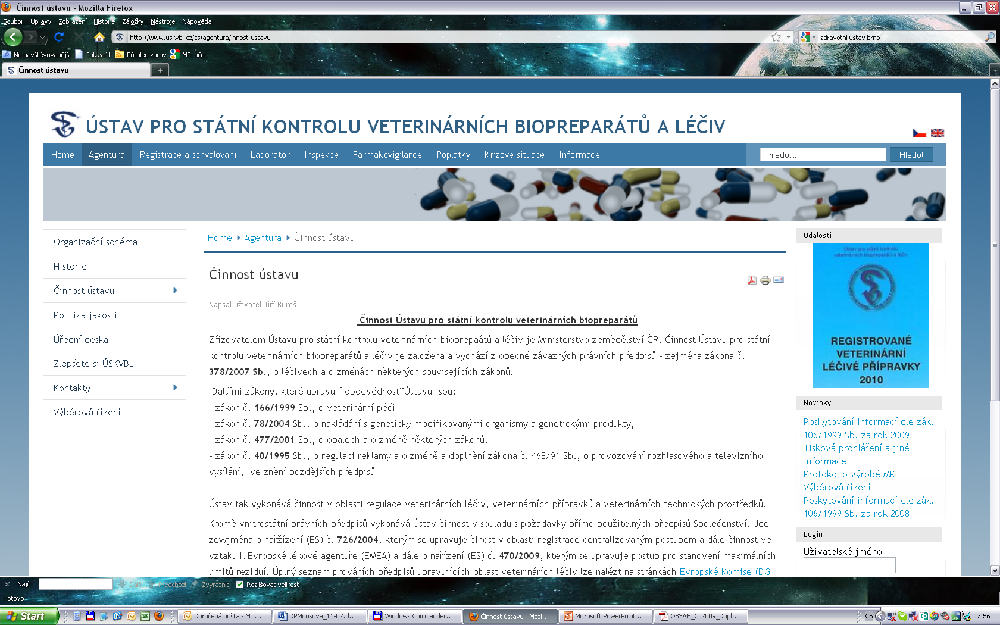 Činnost ústavu - Mozilla Firefox
Soubor Úpravy Zobrazení Historie Záložky Nástroje Nápověda
http://www.uskvbl.cz/cs/agentura/innost-ustavu
zdravotní ústav brno
Nejnavštěvovanější Jak začít Přehled zpráv Můj účet
Činnost ústavu
ÚSTAV PRO STÁTNÍ KONTROLU VETERINÁRNÍCH BIOPREPARÁTŮ A LÉČIV
Home Agentura Registrace a schvalování Laboratoř Inspekce Farmakovigilance Poplatky Krizové situace Informace
hledat... Hledat
Organizační schéma
Historie
Činnost ústavu
Politika jakosti
Úřední deska
Zlepšete si ÚSKVBL
Kontakty
Výběrová řízení
Home Agentura Činnost ústavu
Činnost ústavu
Napsal uživatel Jiří Bureš
Činnost Ústavu pro státní kontrolu veterinárních biopreparátů
Zřizovatelem Ústavu pro státní kontrolu veterinárních bioprepaátů a léčiv je Ministerstvo zemědělství ČR. Ćinnost Ústavu pro státní
kontrolu veterinárních biopreparátů a léčiv je založena a vychází z obecně závazných právních předpisů - zejména zákona č.
378/2007 Sb., o léčivech a o změnách některých souvisejících zákonů.
Dalšími zákony, které upravují opodvědnost¨Ústavu jsou:
- zákon č. 166/1999 Sb., o veterinární péči
- zákon č. 78/2004 Sb., o nakládání s geneticky modifikovanými organismy a genetickými produkty,
- zákon č. 477/2001 Sb., o obalech a o změně některých zákonů,
- zákon č. 40/1995 Sb., o regulaci reklamy a o změně a doplnění zákona č. 468/91 Sb., o provozování rozhlasového a televizního
vysílání, ve znění pozdějších předpisů
Ústav tak vykonává činnost v oblasti regulace veterinárních léčiv, veterinárních přípravků a veterinárních technických prostředků.
Kromě vnitrostátní právních předpisů vykonává Ústav činnost v souladu s požadavky přímo použitelných předpisů Společenství. Jde
zewjména o nařžízení (ES) č. 726/2004, kterým se upravuje činost v oblasti registrace centralizovaným postupem a dále činnost ve
vztaku k Evropské lékové agentuře (EMEA) a dále o nařízení (ES) č. 470/2009, kterým se upravuje postup pro stanovení maximálních
limitů reziduí. Úplný seznam prováních předpisů upravujících oblast veterinárích léčiv lze nalézt na stránkách Evropské Komise (DG
Události
Ústav pro státní kontrolu
veterinárních biopreparátů a léčiv
REGISTROVANÉ
VETERINÁRNÍ
LÉČIVÉ PŘÍPRAVKY
2010
Novinky
Poskytování informací dle zák.
106/1999 Sb. za rok 2009
Tisková prohlášení a jiné
informace
Protokol o výrobě MK
Výběrová řízení
Poskytování informací dle zák.
106/1999 Sb. za rok 2008
Login
Uživatelské jméno
Najít: Další Předchozí Zvýraznit Rozlišovat velikost
Hotovo
Start Doručená pošta - Mic... DPMoosova_11-02.d... Windows Commander... Činnost ústavu - Mozi... Microsoft PowerPoint ... OBSAH_CL2009_Dopl... CS 7:56